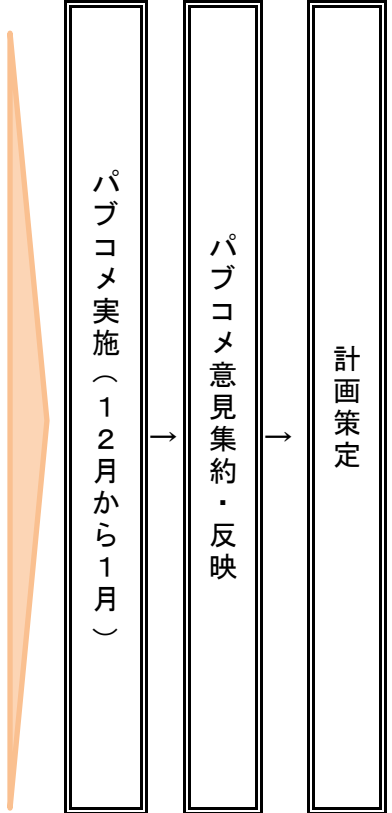 パブコメ実施（１２月から１月）
→
パブコメ意見集約・反映
→
計画策定